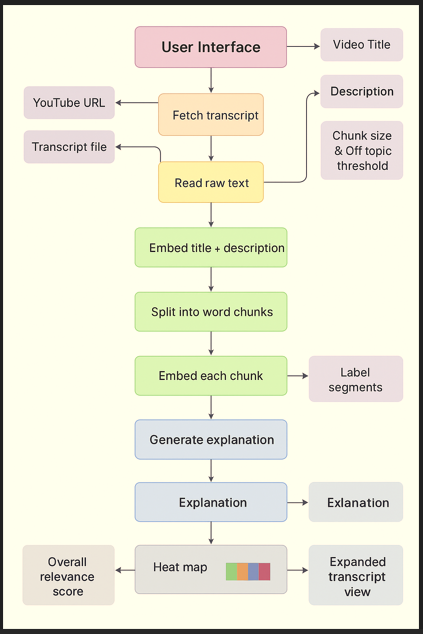 User Interface
Video Title
YouTube URL
Description
Fetch transcript
Transcript file
Chunk size
& Off topic
threshold
Read raw text
Embed title + description
Split into word chunks
Embed each chunk
Label
segments
Generate explanation
Explanation
Exlanation
Overall
relevance
score
Heat map
Expanded
transcript
view